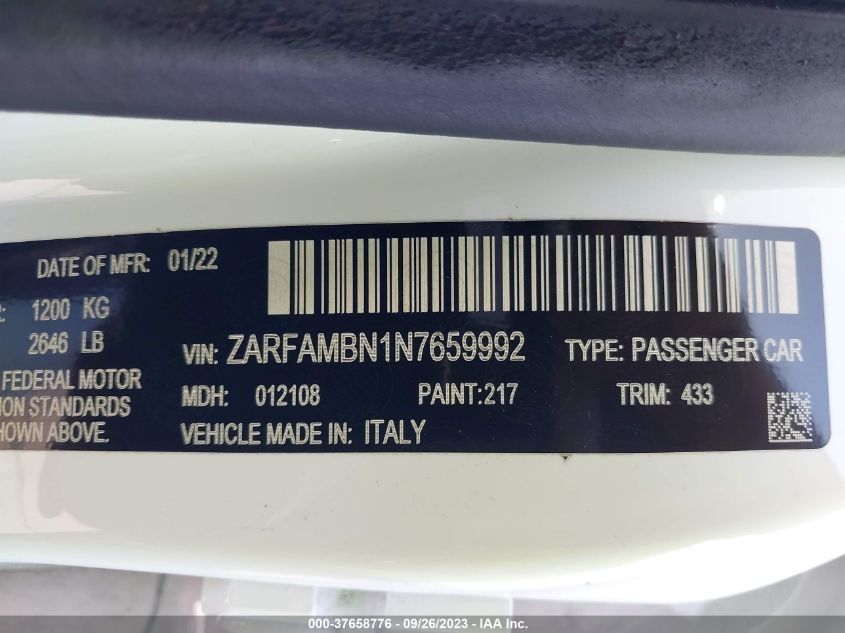 DATE OF MFR: 01/22
: 1200 KG
2646 LB
VIN: ZARFAMBN1N7659992 TYPE: PASSENGER CAR
FEDERAL MOTOR MDH: 012108 PAINT:217 TRIM: 433
ION STANDARDS
HOWN ABOVE. VEHICLE MADE IN: ITALY
000-37658776 - 09/26/2023 - © IAA Inc.